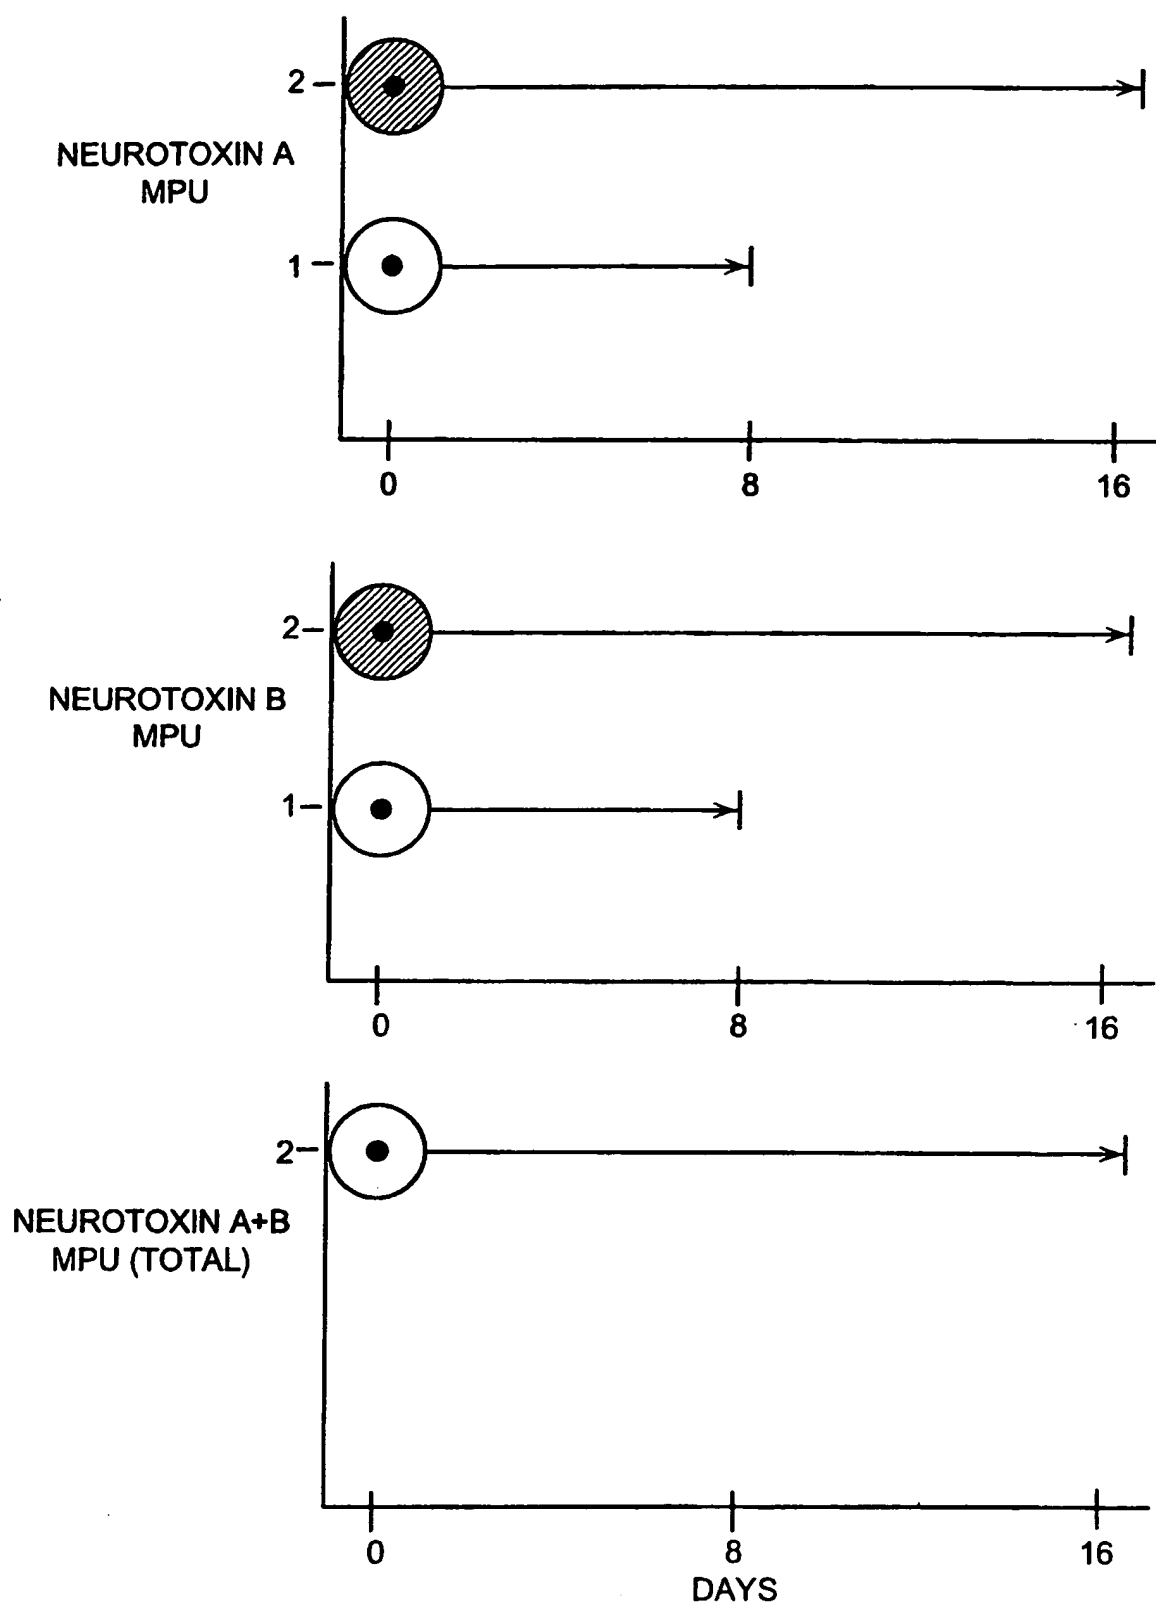 2
NEUROTOXIN A
MPU
1
0 8 16
2
NEUROTOXIN B
MPU
1
0 8 16
2
NEUROTOXIN A+B
MPU (TOTAL)
0 8 16
DAYS